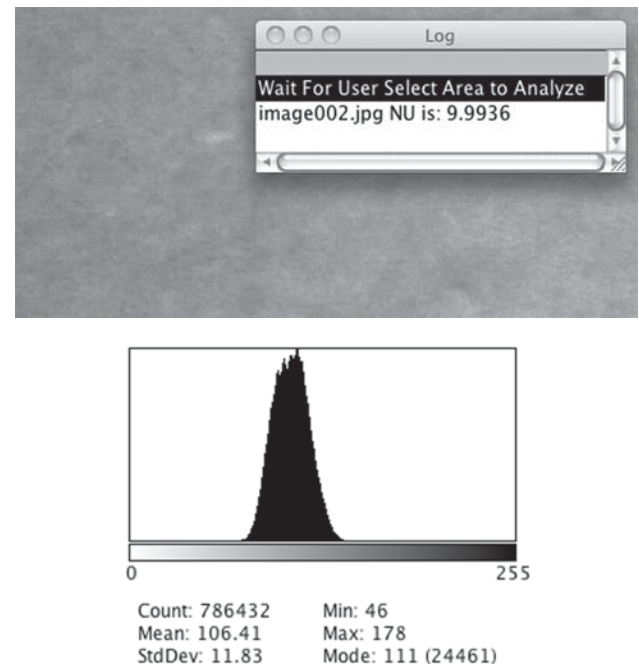 Log
Wait For User Select Area to Analyze
image002.jpg NU is: 9.9936
0 255
Count: 786432 Min: 46
Mean: 106.41 Max: 178
StdDev: 11.83 Mode: 111 (24461)